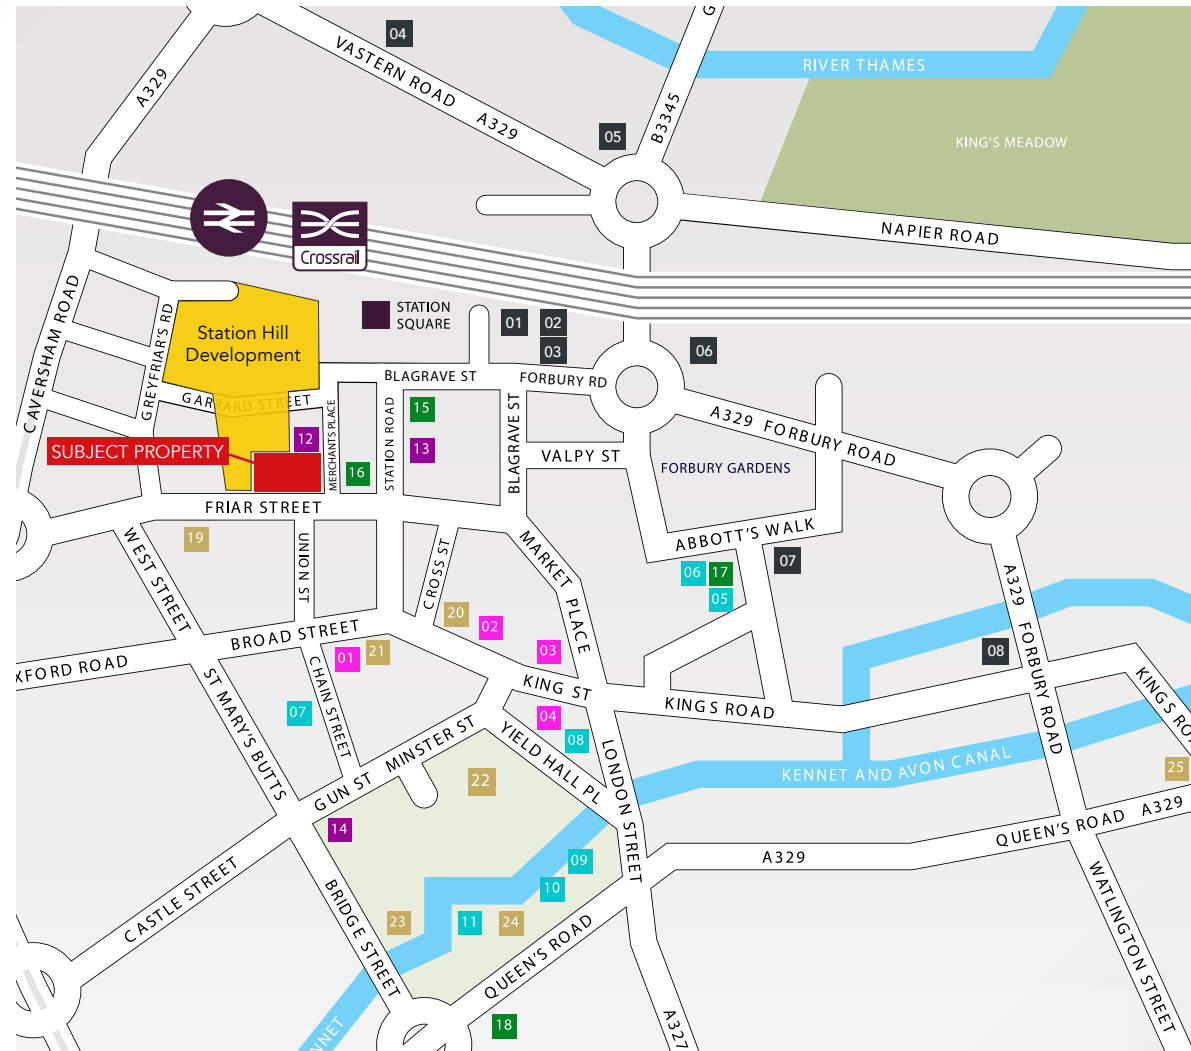 04
G
VASTERN ROAD
A329
RIVER THAMES
A329
B3345
05
KING'S MEADOW
NAPIER ROAD
Crossrail
CAVERSHAM ROAD
GREYFRIAR'S RD
Station Hill
Development
STATION
SQUARE
01
02
03
06
BLAGRAVE ST
FORBURY RD
GARRARD STREET
MERCHANTS PLACE
STATION ROAD
15
BLAGRAVE ST
A329 FORBURY ROAD
12
13
SUBJECT PROPERTY
VALPY ST
FORBURY GARDENS
16
FRIAR STREET
19
WEST STREET
UNION ST
CROSS ST
MARKET PLACE
ABBOTT'S WALK
07
06
17
05
A329 FORBURY ROAD
20
02
BROAD STREET
XFORD ROAD
01
21
03
08
CHAIN STREET
ST MARY'S BUTTS
KING ST
KINGS ROAD
KINGS RO
07
04
08
MINSTER ST
GUN ST
YIELD HALL PL
LONDON STREET
KENNET AND AVON CANAL
25
22
14
QUEEN'S ROAD A329
A329
09
10
CASTLE STREET
BRIDGE STREET
23
11
24
QUEEN'S ROAD
WATLINGTON STREET
NNET
18
A327